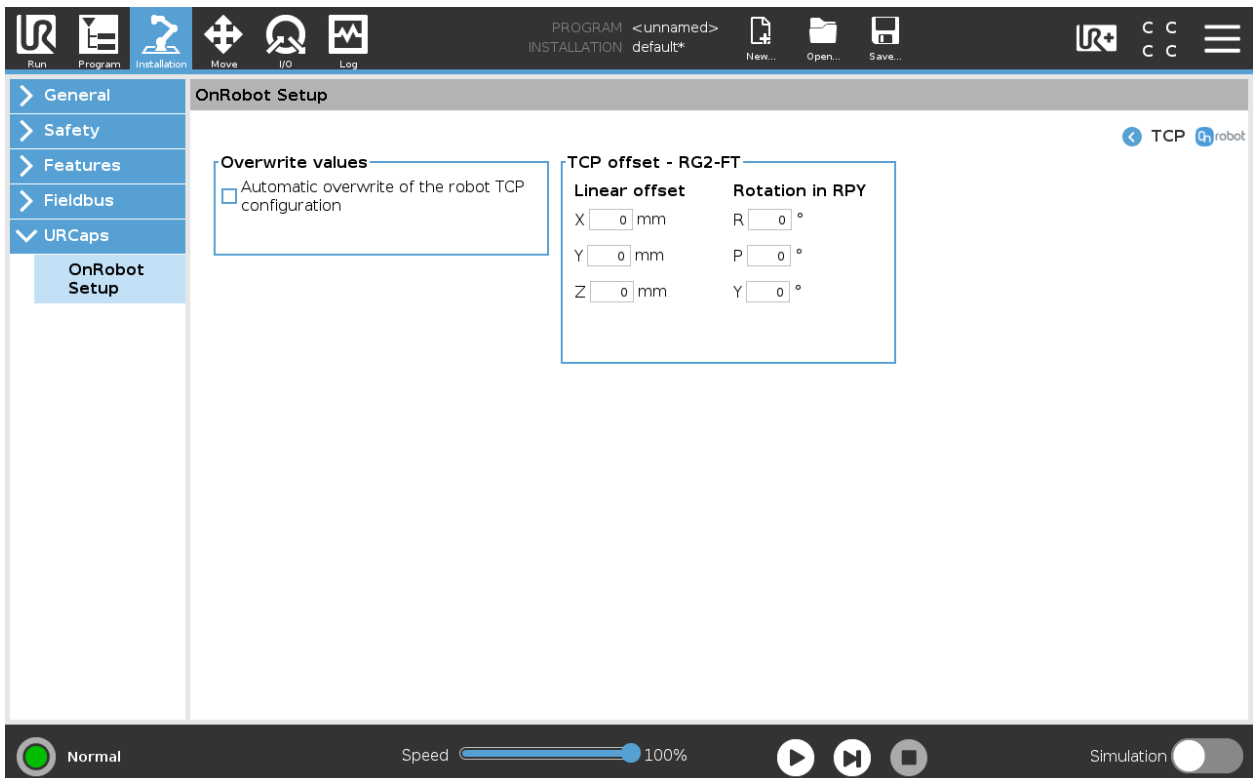 PROGRAM <unnamed>
INSTALLATION default*
UR+
C C
C C
Run
Program
Installation
Move
I/O
Log
New...
Open...
Save...
General
Safety
Features
Fieldbus
URCaps
OnRobot
Setup
OnRobot Setup
TCP On robot
Overwrite values
Automatic overwrite of the robot TCP
configuration
TCP offset - RG2-FT
Linear offset Rotation in RPY
X 0 mm R 0 °
Y 0 mm P 0 °
Z 0 mm Y 0 °
Normal
Speed 100%
Simulation